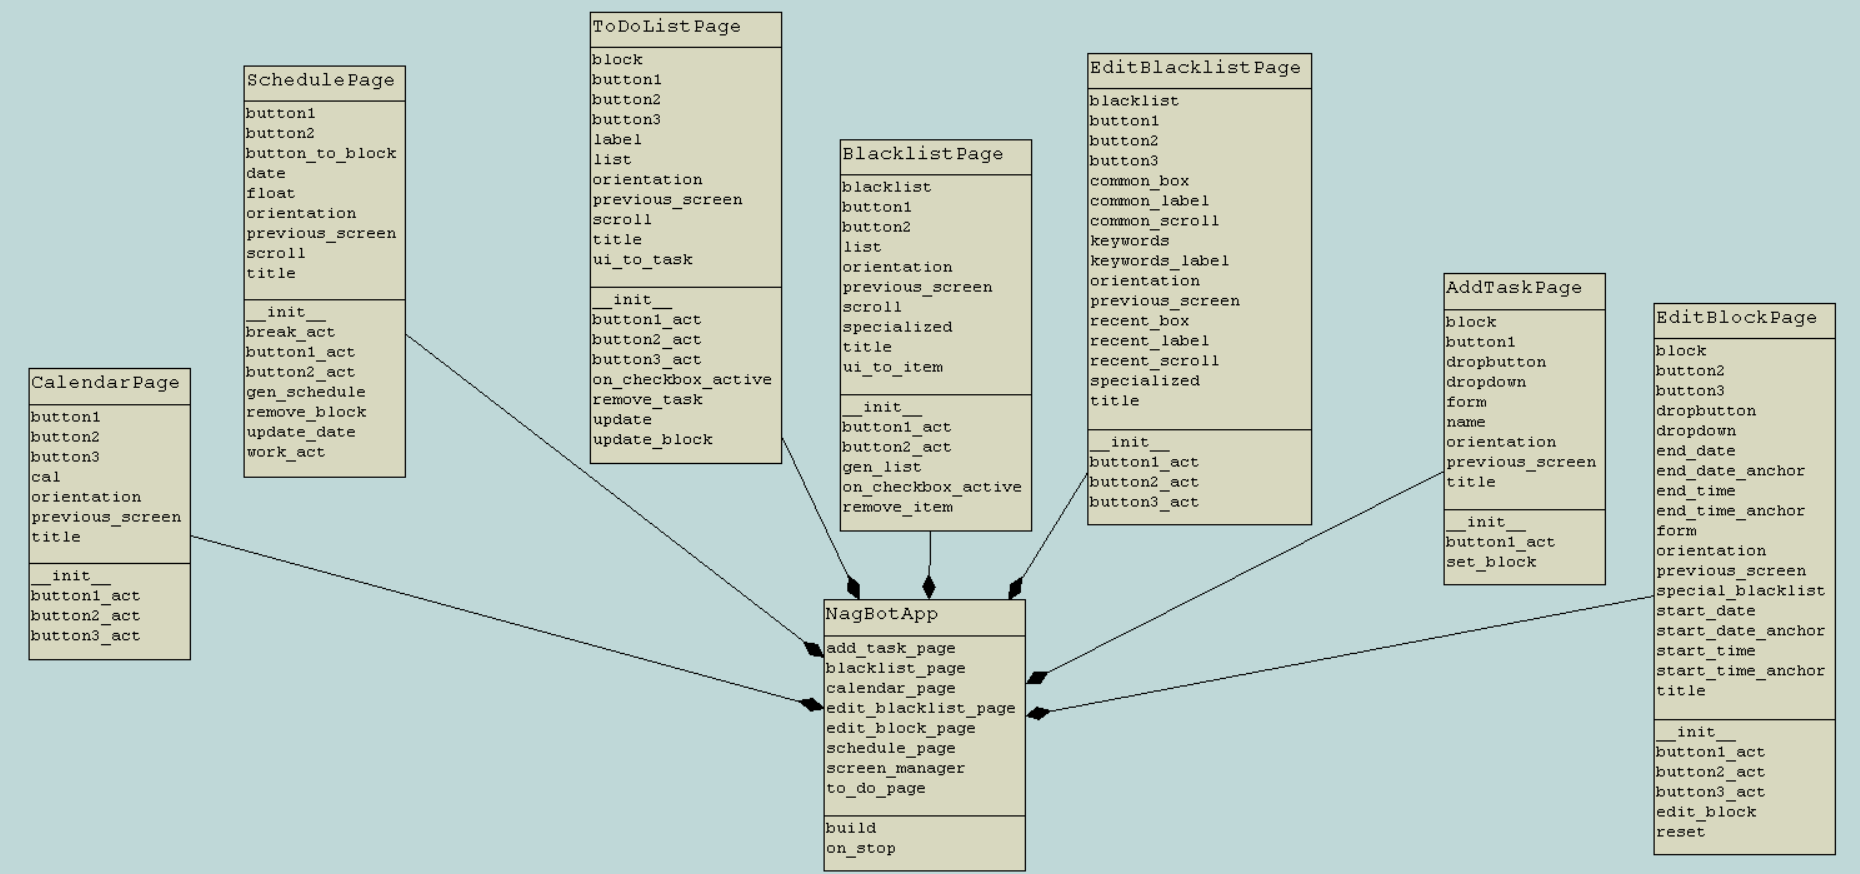 ToDoListPage
block
button1
button2
button3
label
list
orientation
previous_screen
scroll
title
ui_to_task
__init__
button1_act
button2_act
button3_act
on_checkbox_active
remove_task
update
update_block
SchedulePage
button1
button2
button_to_block
date
float
orientation
previous_screen
scroll
title
__init__
break_act
button1_act
button2_act
gen_schedule
remove_block
update_date
work_act
EditBlacklistPage
blacklist
button1
button2
button3
common_box
common_label
common_scroll
keywords
keywords_label
orientation
previous_screen
recent_box
recent_label
recent_scroll
specialized
title
__init__
button1_act
button2_act
button3_act
BlacklistPage
blacklist
button1
button2
list
orientation
previous_screen
scroll
specialized
title
ui_to_item
__init__
button1_act
button2_act
gen_list
on_checkbox_active
remove_item
AddTaskPage
block
button1
dropbutton
dropdown
form
name
orientation
previous_screen
title
__init__
button1_act
set_block
EditBlockPage
block
button2
button3
dropbutton
dropdown
end_date
end_date_anchor
end_time
end_time_anchor
form
orientation
previous_screen
special_blacklist
start_date
start_date_anchor
start_time
start_time_anchor
title
__init__
button1_act
button2_act
button3_act
edit_block
reset
CalendarPage
button1
button2
button3
cal
orientation
previous_screen
title
__init__
button1_act
button2_act
button3_act
NagBotApp
add_task_page
blacklist_page
calendar_page
edit_blacklist_page
edit_block_page
schedule_page
screen_manager
to_do_page
build
on_stop